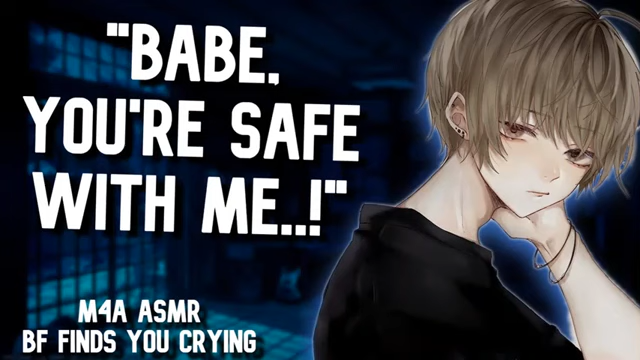 "BABE,
YOU'RE SAFE
WITH ME..!"
M4A ASMR
BF FINDS YOU CRYING